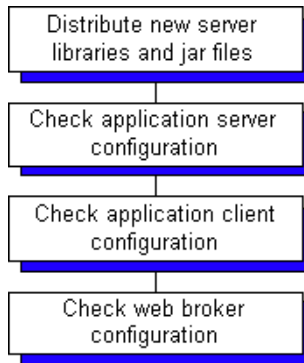 Distribute new server
libraries and jar files
Check application server
configuration
Check application client
configuration
Check web broker
configuration